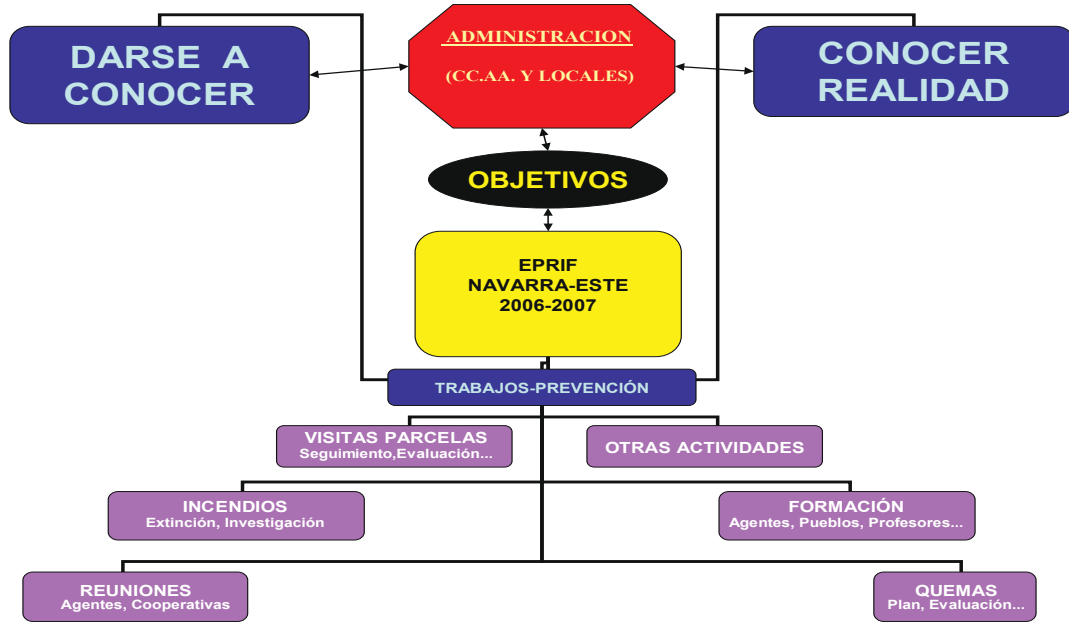 DARSE A
CONOCER
ADMINISTRACION
(CC.AA. Y LOCALES)
CONOCER
REALIDAD
OBJETIVOS
EPRIF
NAVARRA-ESTE
2006-2007
TRABAJOS-PREVENCIÓN
VISITAS PARCELAS
Seguimiento,Evaluación...
OTRAS ACTIVIDADES
INCENDIOS
Extinción, Investigación
FORMACIÓN
Agentes, Pueblos, Profesores...
REUNIONES
Agentes, Cooperativas
QUEMAS
Plan, Evaluación...